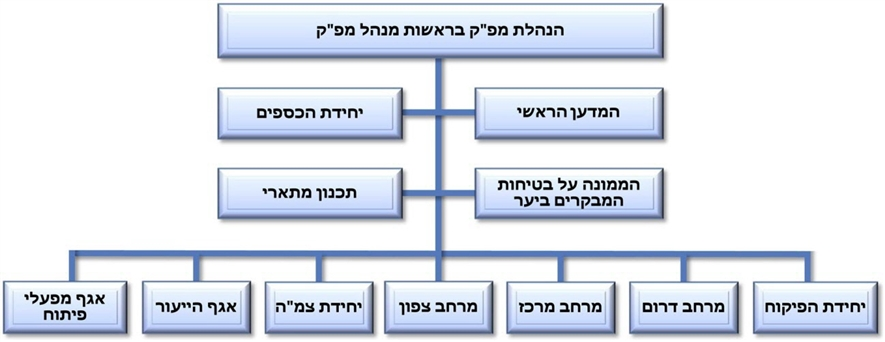 הנהלת מפ"ק בראשות מנהל מפ"ק
המדען הראשי
יחידת הכספים
הממונה על בטיחות
המבקרים ביער
תכנון מתארי
יחידת הפיקוח
מרחב דרום
מרחב מרכז
מרחב צפון
יחידת צמ"ה
אגף הייעור
אגף מפעלי
פיתוח